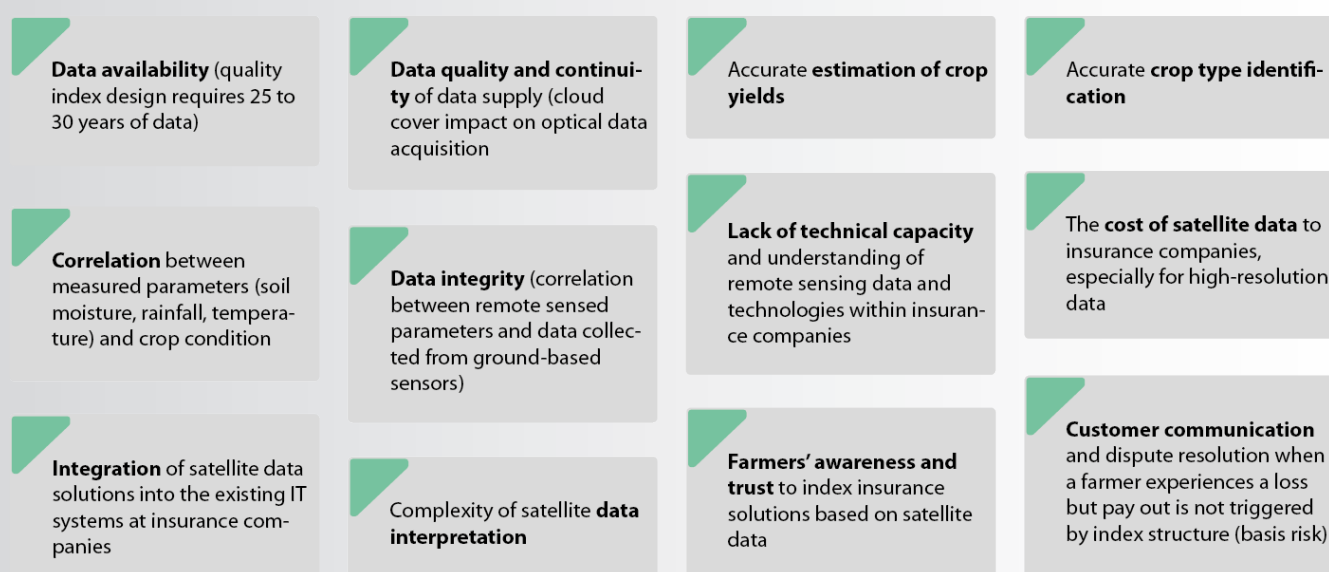 Data availability (quality
index design requires 25 to
30 years of data)
Correlation between
measured parameters (soil
moisture, rainfall, tempera-
ture) and crop condition
Integration of satellite data
solutions into the existing IT
systems at insurance com-
panies
Data quality and continui-
ty of data supply (cloud
cover impact on optical data
acquisition
Data integrity (correlation
between remote sensed
parameters and data collec-
ted from ground-based
sensors)
Complexity of satellite data
interpretation
Accurate estimation of crop
yields
Lack of technical capacity
and understanding of
remote sensing data and
technologies within insuran-
ce companies
Farmers’ awareness and
trust to index insurance
solutions based on satellite
data
Accurate crop type identifi-
cation
The cost of satellite data to
insurance companies,
especially for high-resolution
data
Customer communication
and dispute resolution when
a farmer experiences a loss
but pay out is not triggered
by index structure (basis risk)